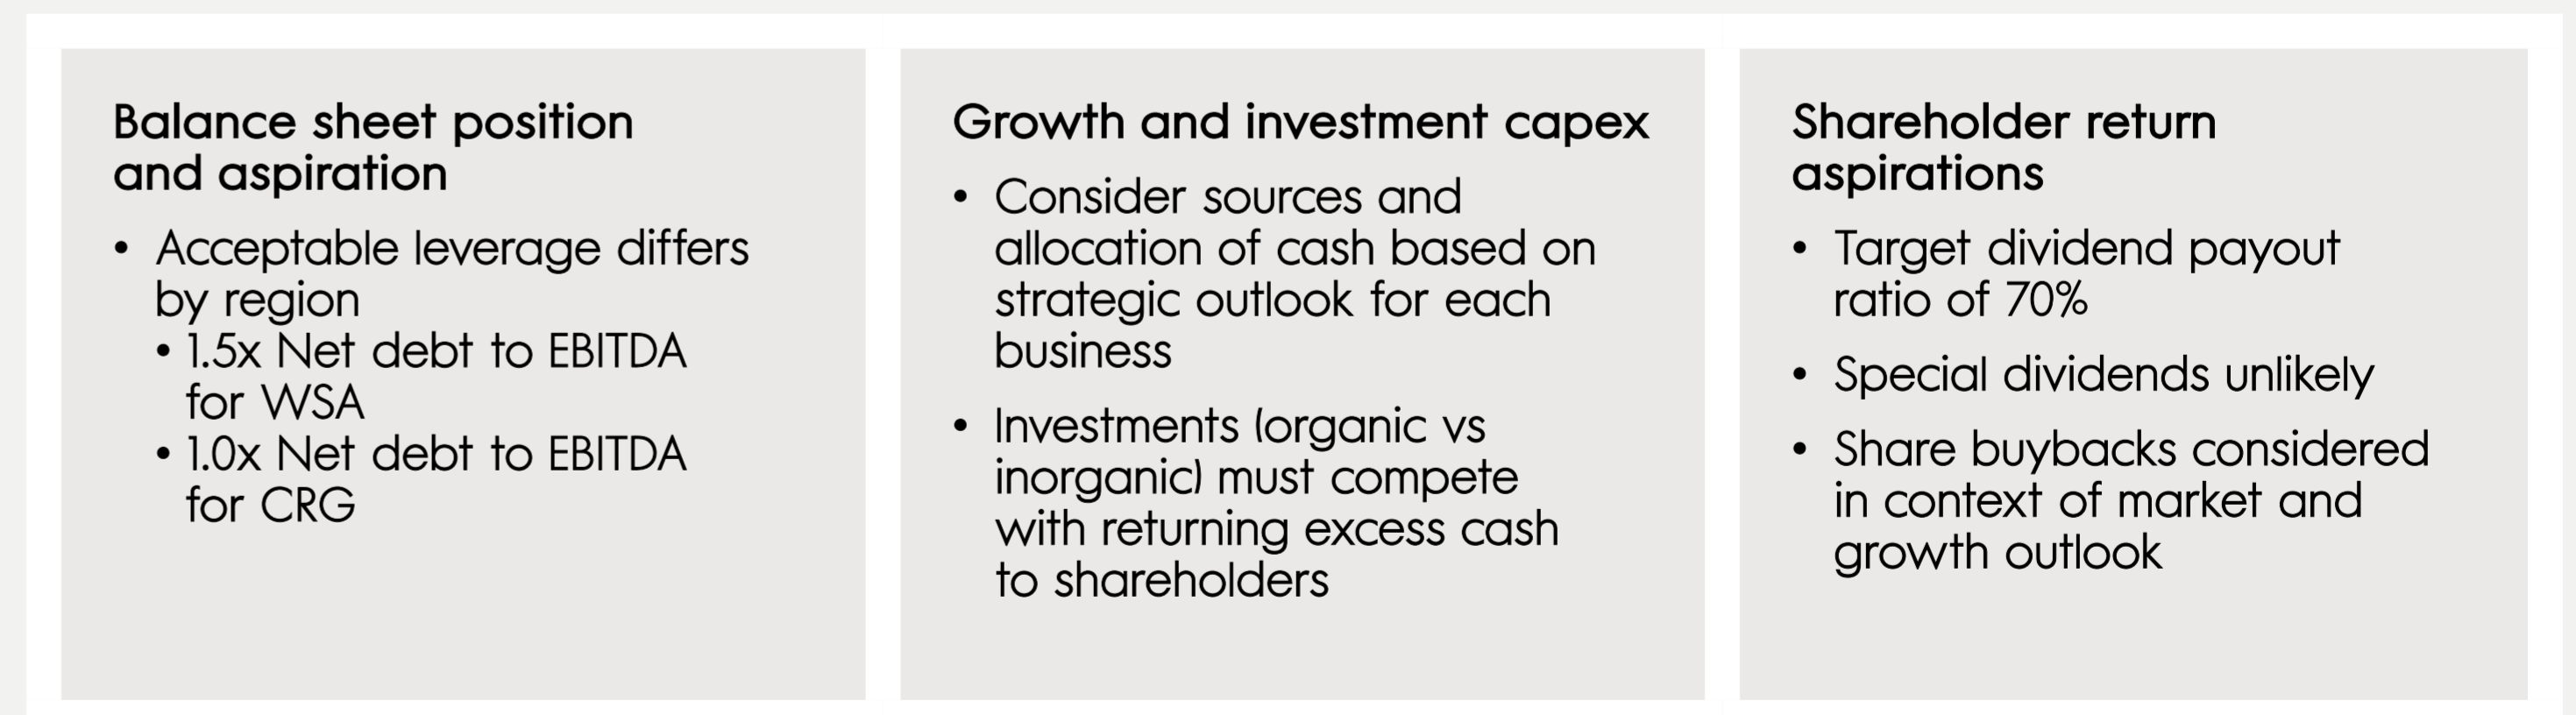 Balance sheet position
and aspiration
• Acceptable leverage differs
by region
• 1.5x Net debt to EBITDA
for WSA
• 1.0x Net debt to EBITDA
for CRG
Growth and investment capex
• Consider sources and
allocation of cash based on
strategic outlook for each
business
• Investments (organic vs
inorganic) must compete
with returning excess cash
to shareholders
Shareholder return
aspirations
• Target dividend payout
ratio of 70%
• Special dividends unlikely
• Share buybacks considered
in context of market and
growth outlook